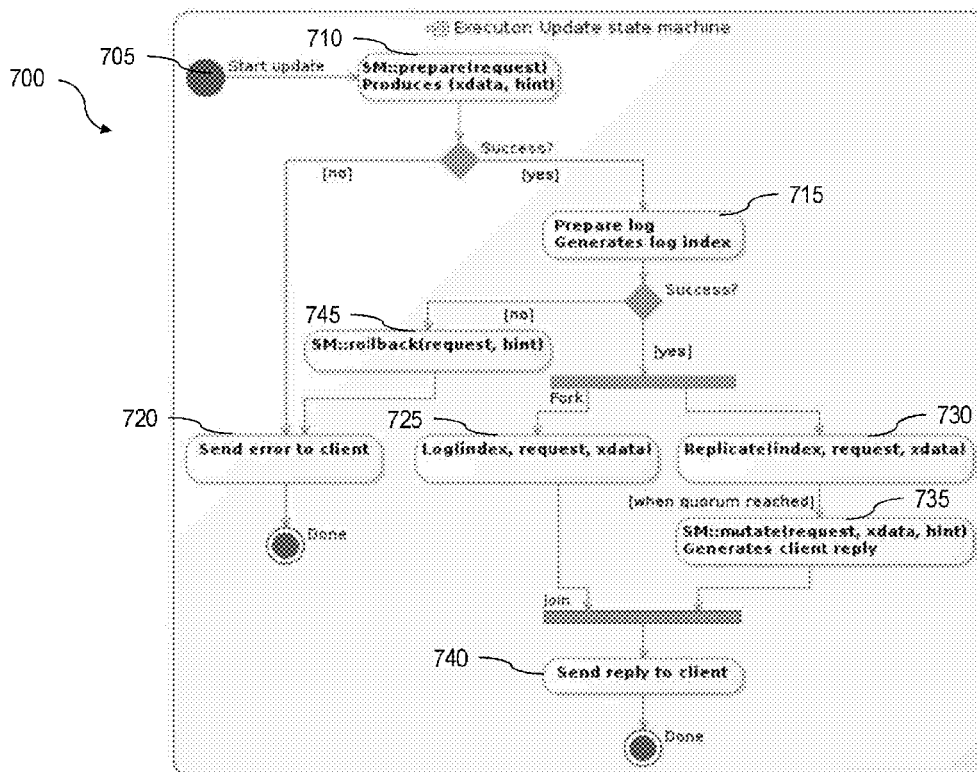 Executor: Update state machine
700
705
Start update
710
SM::prepare(request)
Produces (xdata, hint)
Success?
[no]
[yes]
715
Prepare log
Generates log index
Success?
[no]
[yes]
745
SM::rollback(request, hint)
Fork
720
Send error to client
725
Log(index, request, xdata)
730
Replicate(index, request, xdata)
[when quorum reached]
735
SM::mutate(request, xdata, hint)
Generates client reply
Done
Join
740
Send reply to client
Done